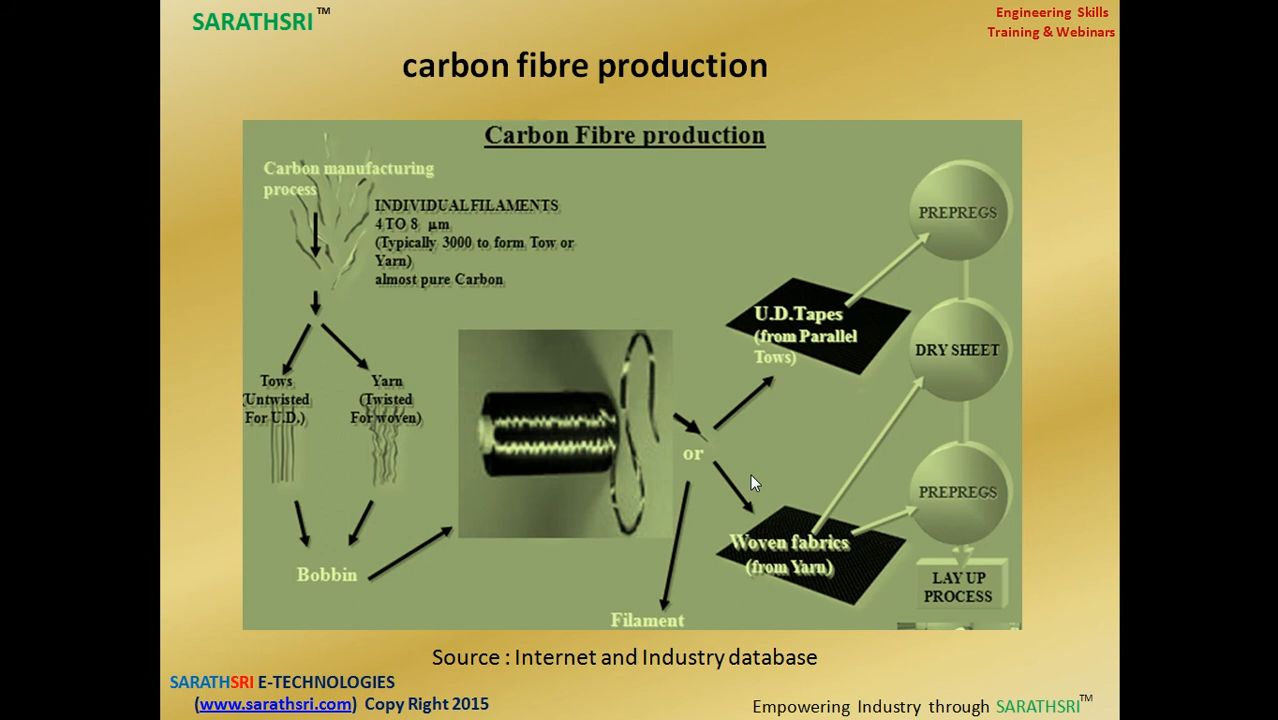 SARATHSRI TM
Engineering Skills
Training & Webinars
carbon fibre production
Carbon Fibre production
Carbon manufacturing
process
INDIVIDUAL FILAMENTS
4 TO 8 µm
(Typically 3000 to form Tow or
Yarn)
almost pure Carbon
PREPREGS
U.D.Tapes
(from Parallel
Tows)
DRY SHEET
Tows
(Untwisted
For U.D.)
Yarn
(Twisted
For woven)
or
PREPREGS
Woven fabrics
(from Yarn)
Bobbin
LAY UP
PROCESS
Filament
Source : Internet and Industry database
SARATHSRI E-TECHNOLOGIES
(www.sarathsri.com) Copy Right 2015
Empowering Industry through SARATHSRI TM